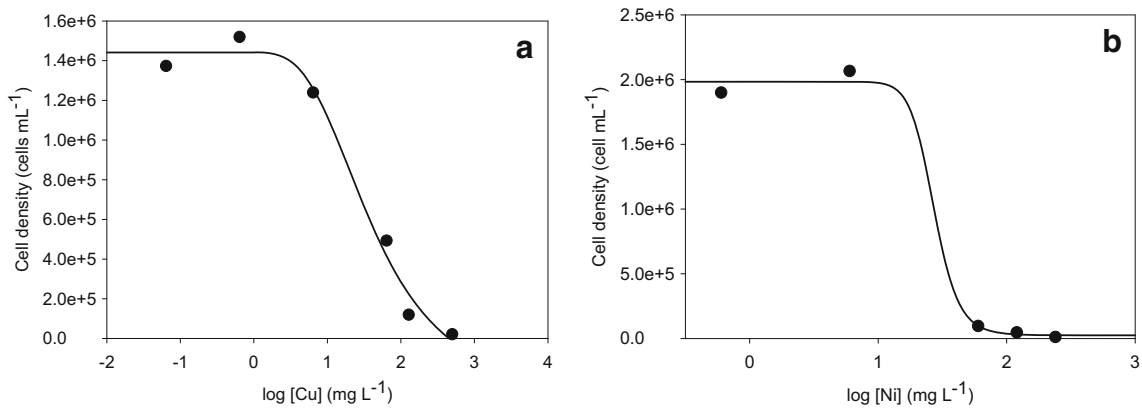 a
Cell density (cells mL-1)
1.6e+6
1.4e+6
1.2e+6
1.0e+6
8.0e+5
6.0e+5
4.0e+5
2.0e+5
0.0
-2 -1 0 1 2 3 4
log [Cu] (mg L-1)
b
Cell density (cell mL-1)
2.5e+6
2.0e+6
1.5e+6
1.0e+6
5.0e+5
0.0
0 1 2 3
log [Ni] (mg L-1)